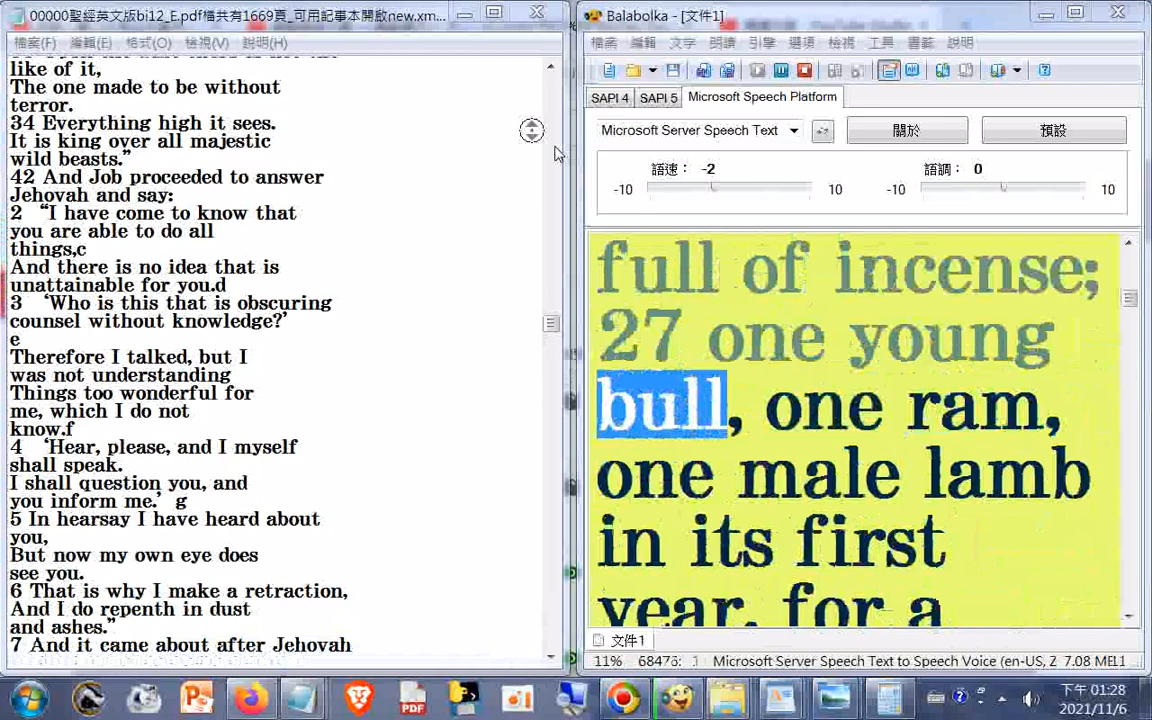 00000聖經英文版bi12_E.pdf檔共有1669頁_可用記事本開啟new.xm...
檔案(F) 編輯(E) 格式(O) 檢視(V) 說明(H)
like of it,
The one made to be without
terror.
34 Everything high it sees.
It is king over all majestic
wild beasts.”
42 And Job proceeded to answer
Jehovah and say:
2 “I have come to know that
you are able to do all
things,c
And there is no idea that is
unattainable for you.d
3 ‘Who is this that is obscuring
counsel without knowledge?’
e
Therefore I talked, but I
was not understanding
Things too wonderful for
me, which I do not
know.f
4 ‘Hear, please, and I myself
shall speak.
I shall question you, and
you inform me.’ g
5 In hearsay I have heard about
you,
But now my own eye does
see you.
6 That is why I make a retraction,
And I do repenth in dust
and ashes.”
7 And it came about after Jehovah
Balabolka - [文件1]
檔案 編輯 文字 朗讀 引擎 選項 檢視 工具 書籤 說明
SAPI 4 SAPI 5 Microsoft Speech Platform
Microsoft Server Speech Text 關於 預設
語速： -2 語調： 0
-10 10 -10 10
full of incense;
27 one young
bull, one ram,
one male lamb
in its first
year, for a
文件1
11% Microsoft Server Speech Text to Speech Voice (en-US, Z 7.08 ME
PDF
下午 01:28
2021/11/6